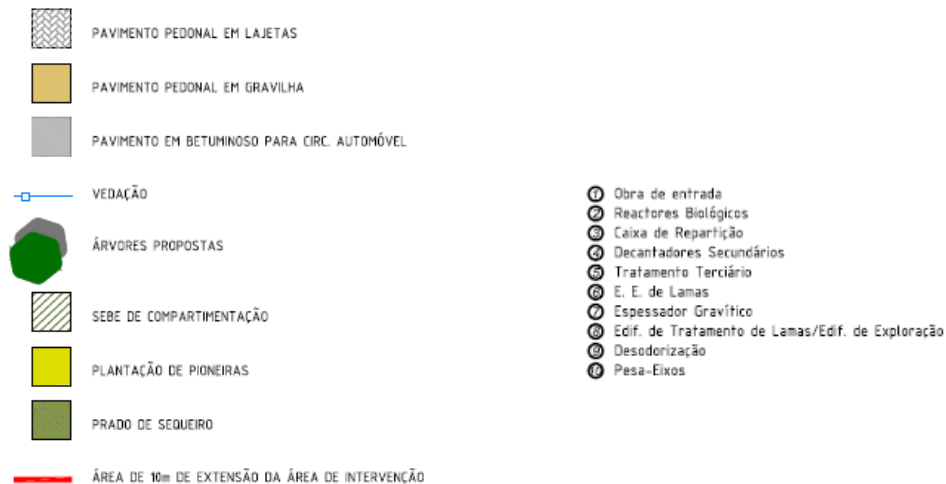 PAVIMENTO PEDONAL EM LAJETAS
PAVIMENTO PEDONAL EM GRAVILHA
PAVIMENTO EM BETUMINOSO PARA CIRC. AUTOMÓVEL
VEDAÇÃO
ÁRVORES PROPOSTAS
SEBE DE COMPARTIMENTAÇÃO
PLANTAÇÃO DE PIONEIRAS
PRADO DE SEQUEIRO
ÁREA DE 10m DE EXTENSÃO DA ÁREA DE INTERVENÇÃO
1 Obra de entrada
2 Reactores Biológicos
3 Caixa de Repartição
4 Decantadores Secundários
5 Tratamento Terciário
6 E. E. de Lamas
7 Espessador Gravítico
8 Edif. de Tratamento de Lamas/Edif. de Exploração
9 Desodorização
10 Pesa-Eixos